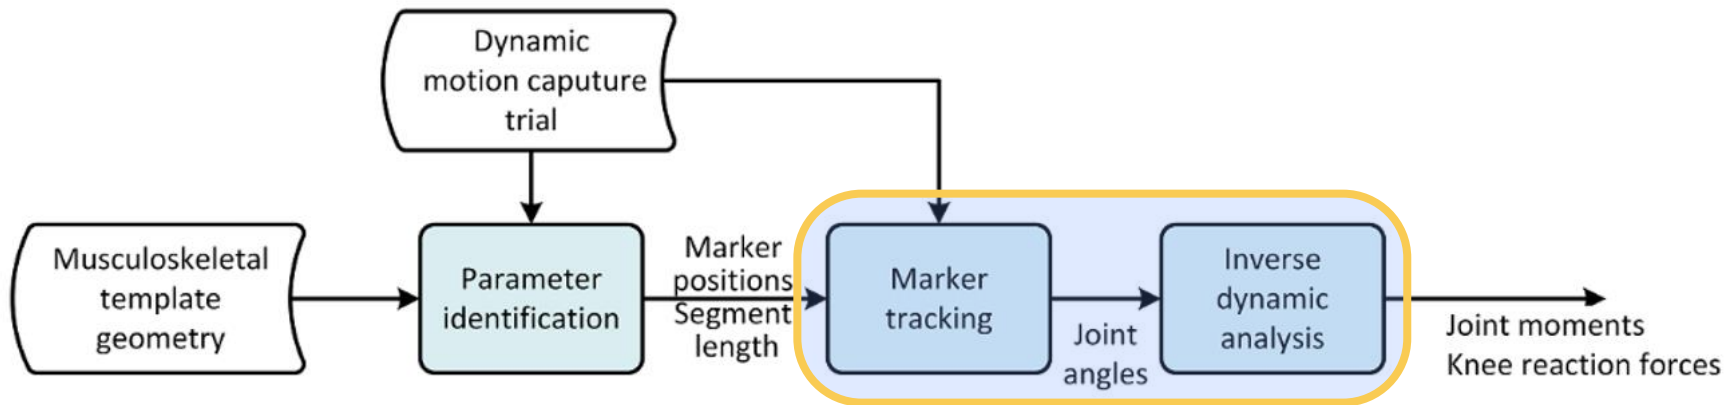 Dynamic
motion caputure
trial
Musculoskeletal
template
geometry
Parameter
identification
Marker
positions
Segment
length
Marker
tracking
Joint
angles
Inverse
dynamic
analysis
Joint moments
Knee reaction forces